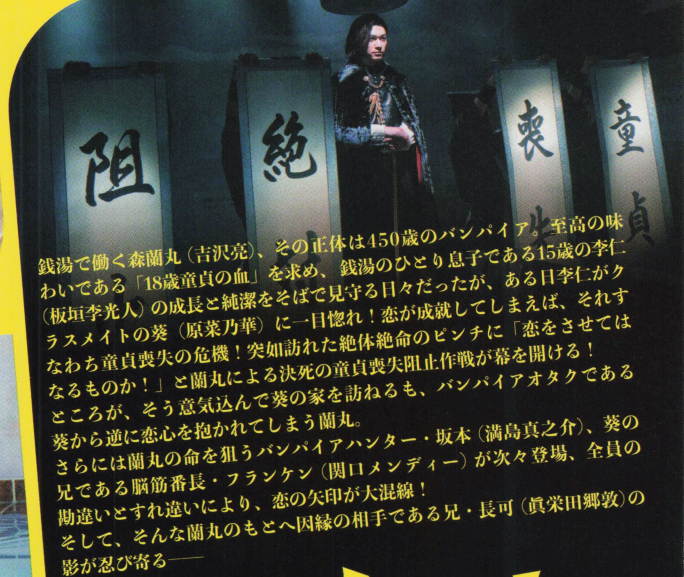 童貞
喪失
絶対
阻
銭湯で働く森蘭丸（吉沢亮）、その正体は450歳のバンパイア。至高の味
わいである「18歳童貞の血」を求め、銭湯のひとり息子である15歳の李仁
（板垣李光人）の成長と純潔をそばで見守る日々だったが、ある日李仁がク
ラスメイトの葵（原菜乃華）に一目惚れ！恋が成就してしまえば、それす
なわち童貞喪失の危機！突如訪れた絶体絶命のピンチに「恋をさせては
なるものか！」と蘭丸による決死の童貞喪失阻止作戦が幕を開ける！
ところが、そう意気込んで葵の家を訪ねるも、バンパイアオタクである
葵から逆に恋心を抱かれてしまう蘭丸。
さらには蘭丸の命を狙うバンパイアハンター・坂本（満島真之介）、葵の
兄である脳筋番長・フランケン（関口メンディー）が次々登場、全員の
勘違いとすれ違いにより、恋の矢印が大混線！
そして、そんな蘭丸のもとへ因縁の相手である兄・長可（眞栄田郷敦）の
影が忍び寄る──